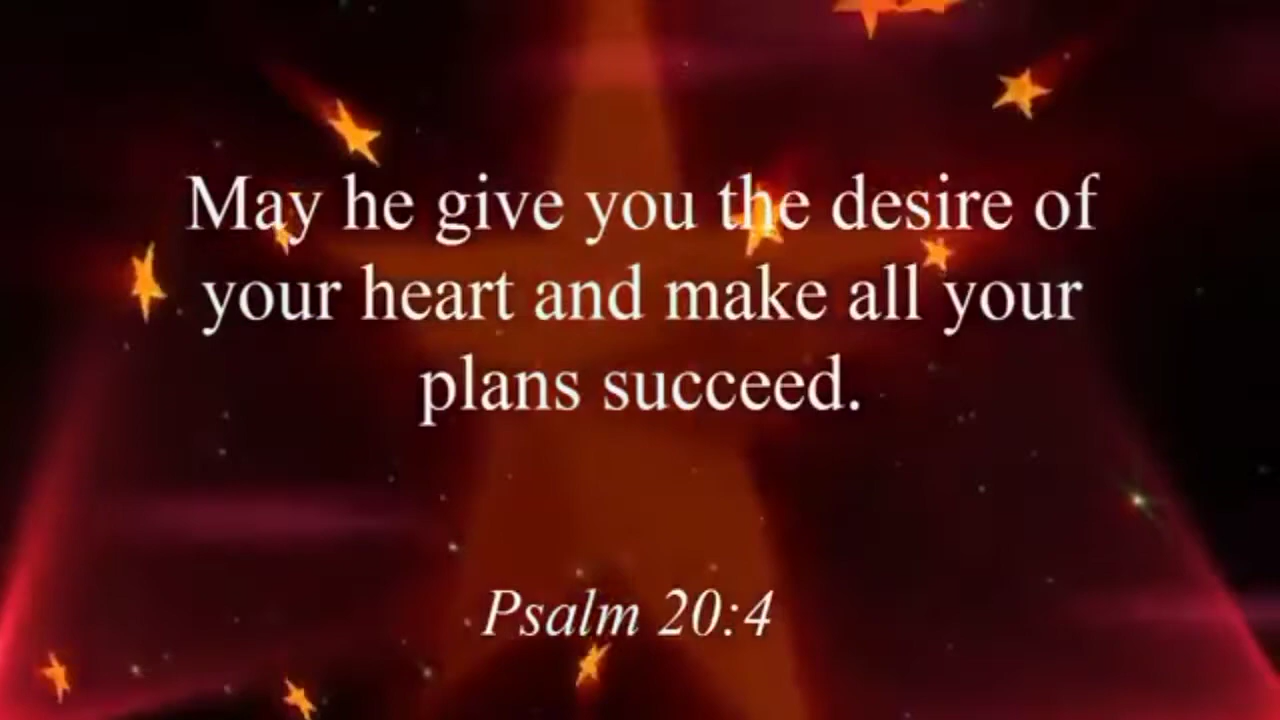 May he give you the desire of
your heart and make all your
plans succeed.
Psalm 20:4